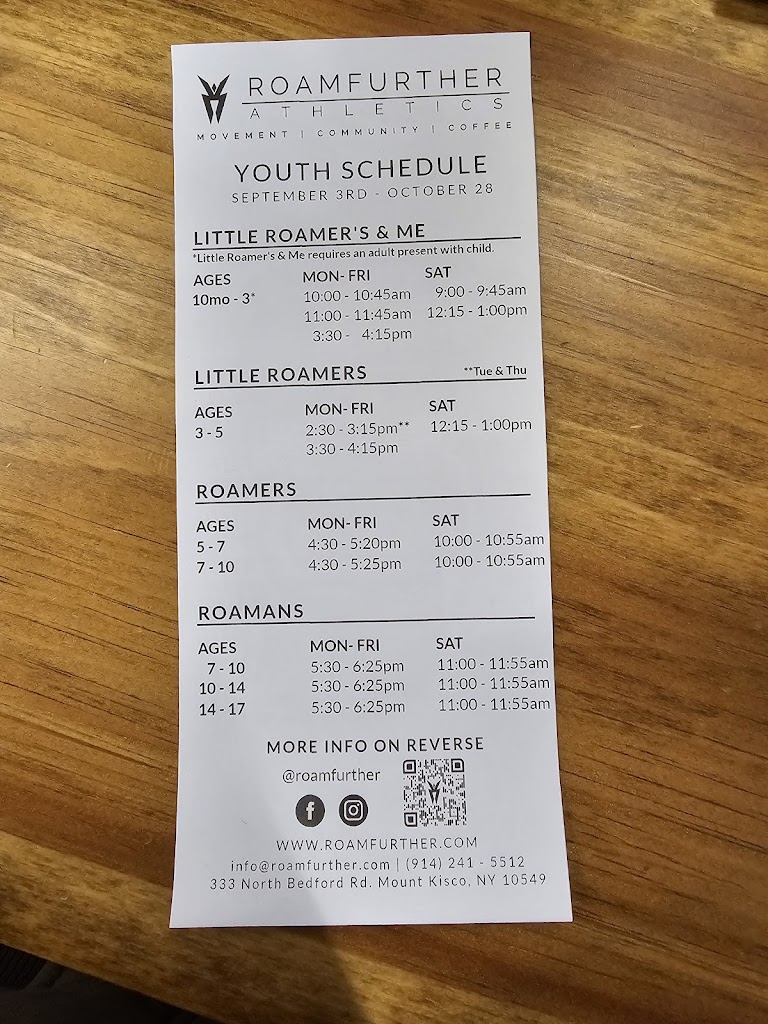 ROAMFURTHER
ATHLETICS
MOVEMENT | COMMUNITY | COFFEE
YOUTH SCHEDULE
SEPTEMBER 3RD - OCTOBER 28
LITTLE ROAMER'S & ME
*Little Roamer's & Me requires an adult present with child.
AGES MON- FRI SAT
10mo - 3* 10:00 - 10:45am 9:00 - 9:45am
11:00 - 11:45am 12:15 - 1:00pm
3:30 - 4:15pm
LITTLE ROAMERS **Tue & Thu
AGES MON- FRI SAT
3 - 5 2:30 - 3:15pm** 12:15 - 1:00pm
3:30 - 4:15pm
ROAMERS
AGES MON- FRI SAT
5 - 7 4:30 - 5:20pm 10:00 - 10:55am
7 - 10 4:30 - 5:25pm 10:00 - 10:55am
ROAMANS
AGES MON- FRI SAT
7 - 10 5:30 - 6:25pm 11:00 - 11:55am
10 - 14 5:30 - 6:25pm 11:00 - 11:55am
14 - 17 5:30 - 6:25pm 11:00 - 11:55am
MORE INFO ON REVERSE
@roamfurther
WWW.ROAMFURTHER.COM
info@roamfurther.com | (914) 241 - 5512
333 North Bedford Rd. Mount Kisco, NY 10549